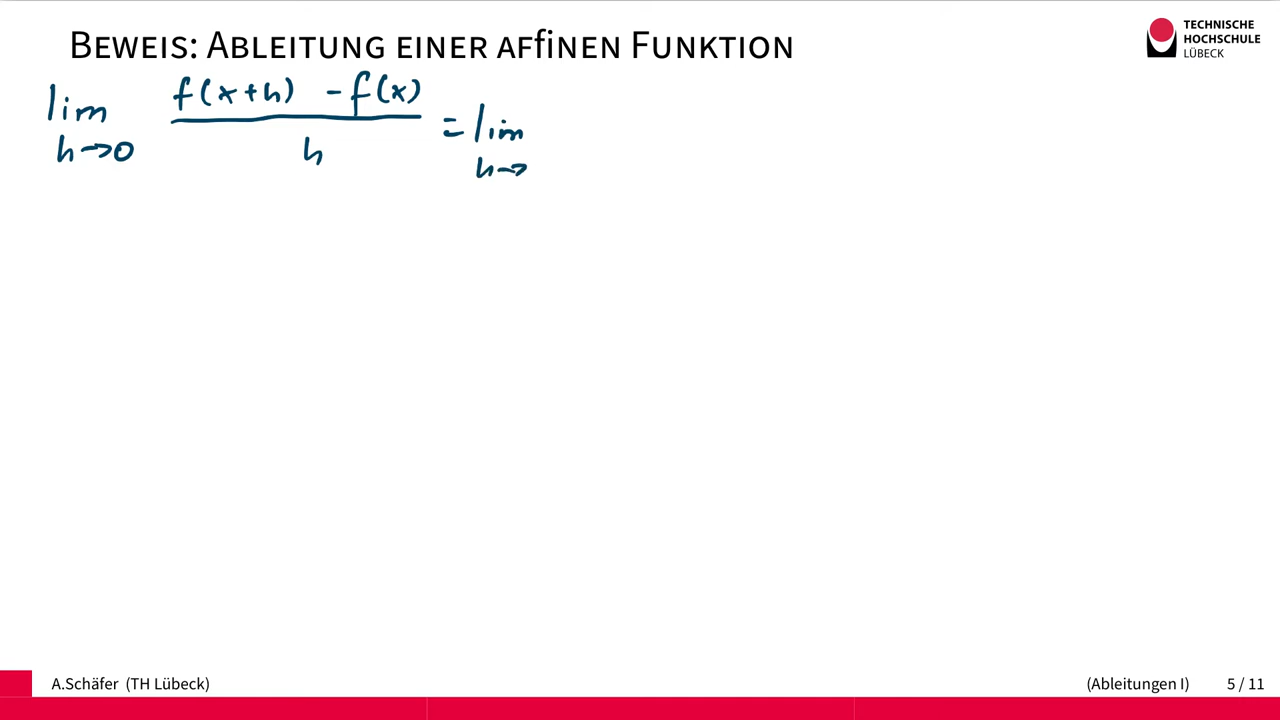 BEWEIS: ABLEITUNG EINER AFFINEN FUNKTION
TECHNISCHE
HOCHSCHULE
LÜBECK
lim h→0 f(x+h) - f(x) / h = lim h→
A.Schäfer (TH Lübeck)
(Ableitungen I) 5 / 11